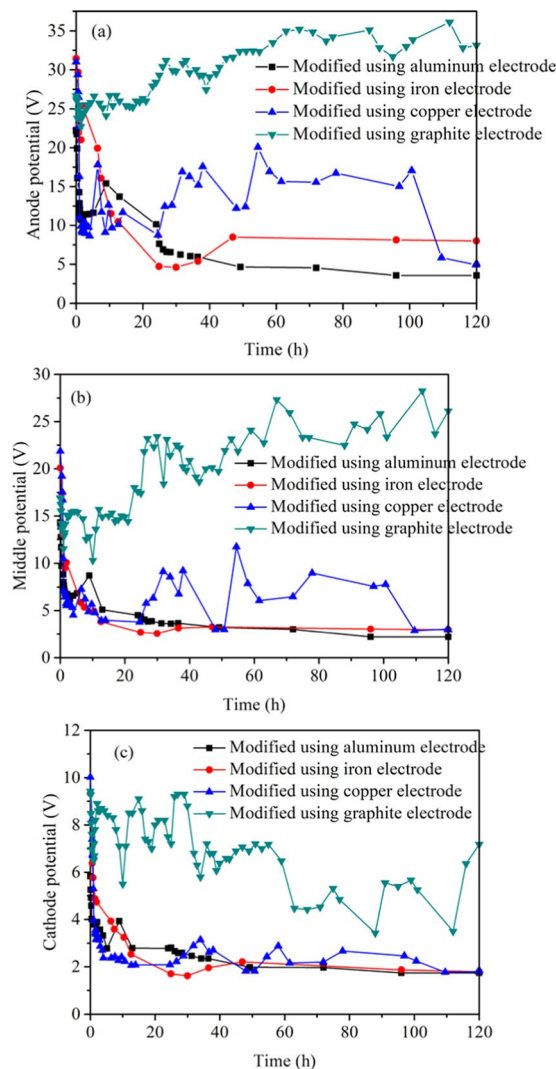 (a)
35
30
25
20
15
10
5
0
Anode potential (V)
Modified using aluminum electrode
Modified using iron electrode
Modified using copper electrode
Modified using graphite electrode
0 20 40 60 80 100 120
Time (h)
(b)
30
25
20
15
10
5
0
Middle potential (V)
Modified using aluminum electrode
Modified using iron electrode
Modified using copper electrode
Modified using graphite electrode
0 20 40 60 80 100 120
Time (h)
(c)
12
10
8
6
4
2
0
Cathode potential (V)
Modified using aluminum electrode
Modified using iron electrode
Modified using copper electrode
Modified using graphite electrode
0 20 40 60 80 100 120
Time (h)